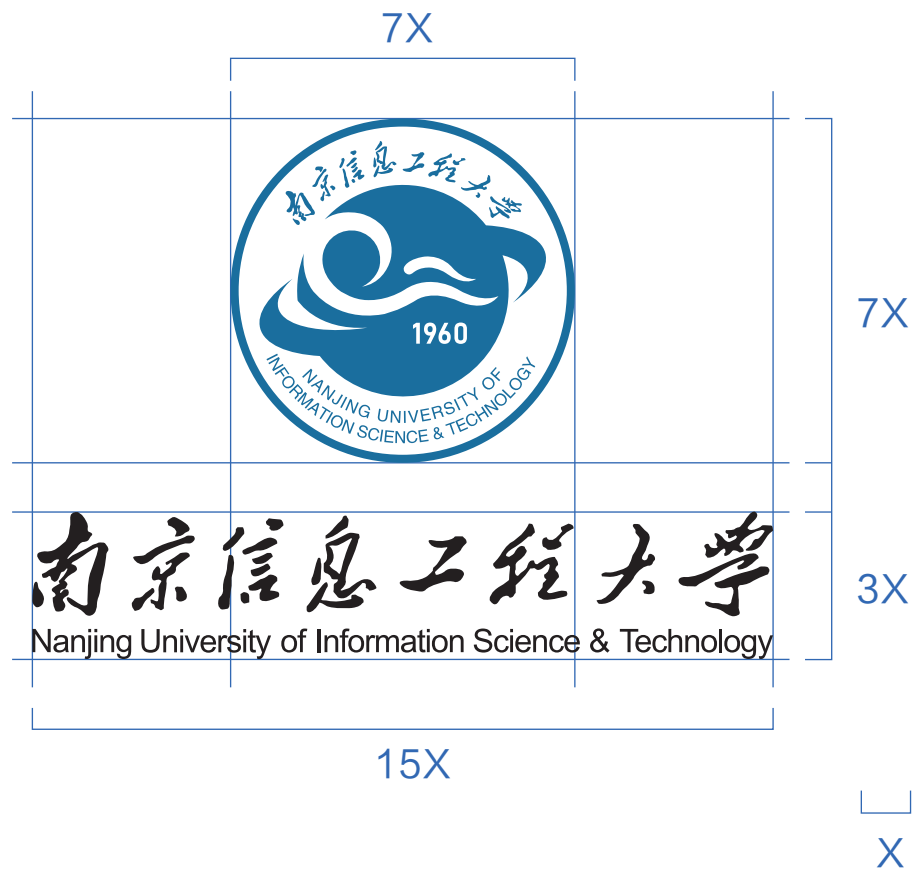 7X
南京信息工程大学
1960
NANJING UNIVERSITY OF
INFORMATION SCIENCE & TECHNOLOGY
7X
南京信息工程大學
Nanjing University of Information Science & Technology
3X
15X
X